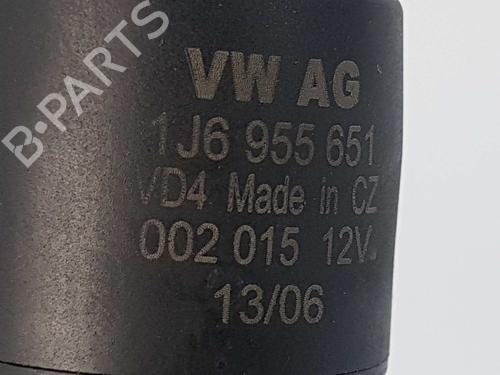 B-PARTS
VW AG
1J6 955 651
VD4 Made in CZ
002 015 12V
13/06